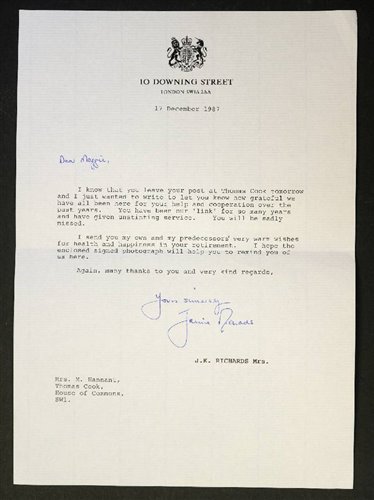 10 DOWNING STREET
LONDON SW1A 2AA
17 December 1987
Dear Maggie,
I know that you leave your post at Thomas Cook tomorrow
and I just wanted to write to let you know how grateful we
have all been here for your help and cooperation over the
past years. You have been our 'link' for so many years
and have given unstinting service. You will be sadly
missed.
I send you my own and my predecessors' very warm wishes
for health and happiness in your retirement. I hope the
enclosed signed photograph will help you to remind you of
us here.
Again, many thanks to you and very kind regards,
Yours sincerely
Janice Richards
J.K. RICHARDS Mrs.
Mrs. M. Hannant,
Thomas Cook,
House of Commons,
SW1.